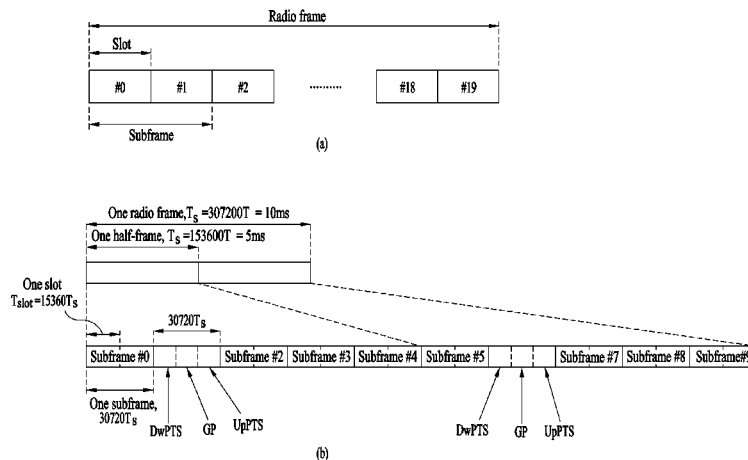 Radio frame
Slot
#0 #1 #2 ......... #18 #19
Subframe
(a)
One radio frame,TS =307200T = 10ms
One half-frame, TS =153600T = 5ms
One slot
Tslot=15360TS
30720TS
Subframe #0 Subframe #2 Subframe #3 Subframe #4 Subframe #5 Subframe #7 Subframe #8 Subframe#9
One subframe,
30720TS
DwPTS GP UpPTS DwPTS GP UpPTS
(b)